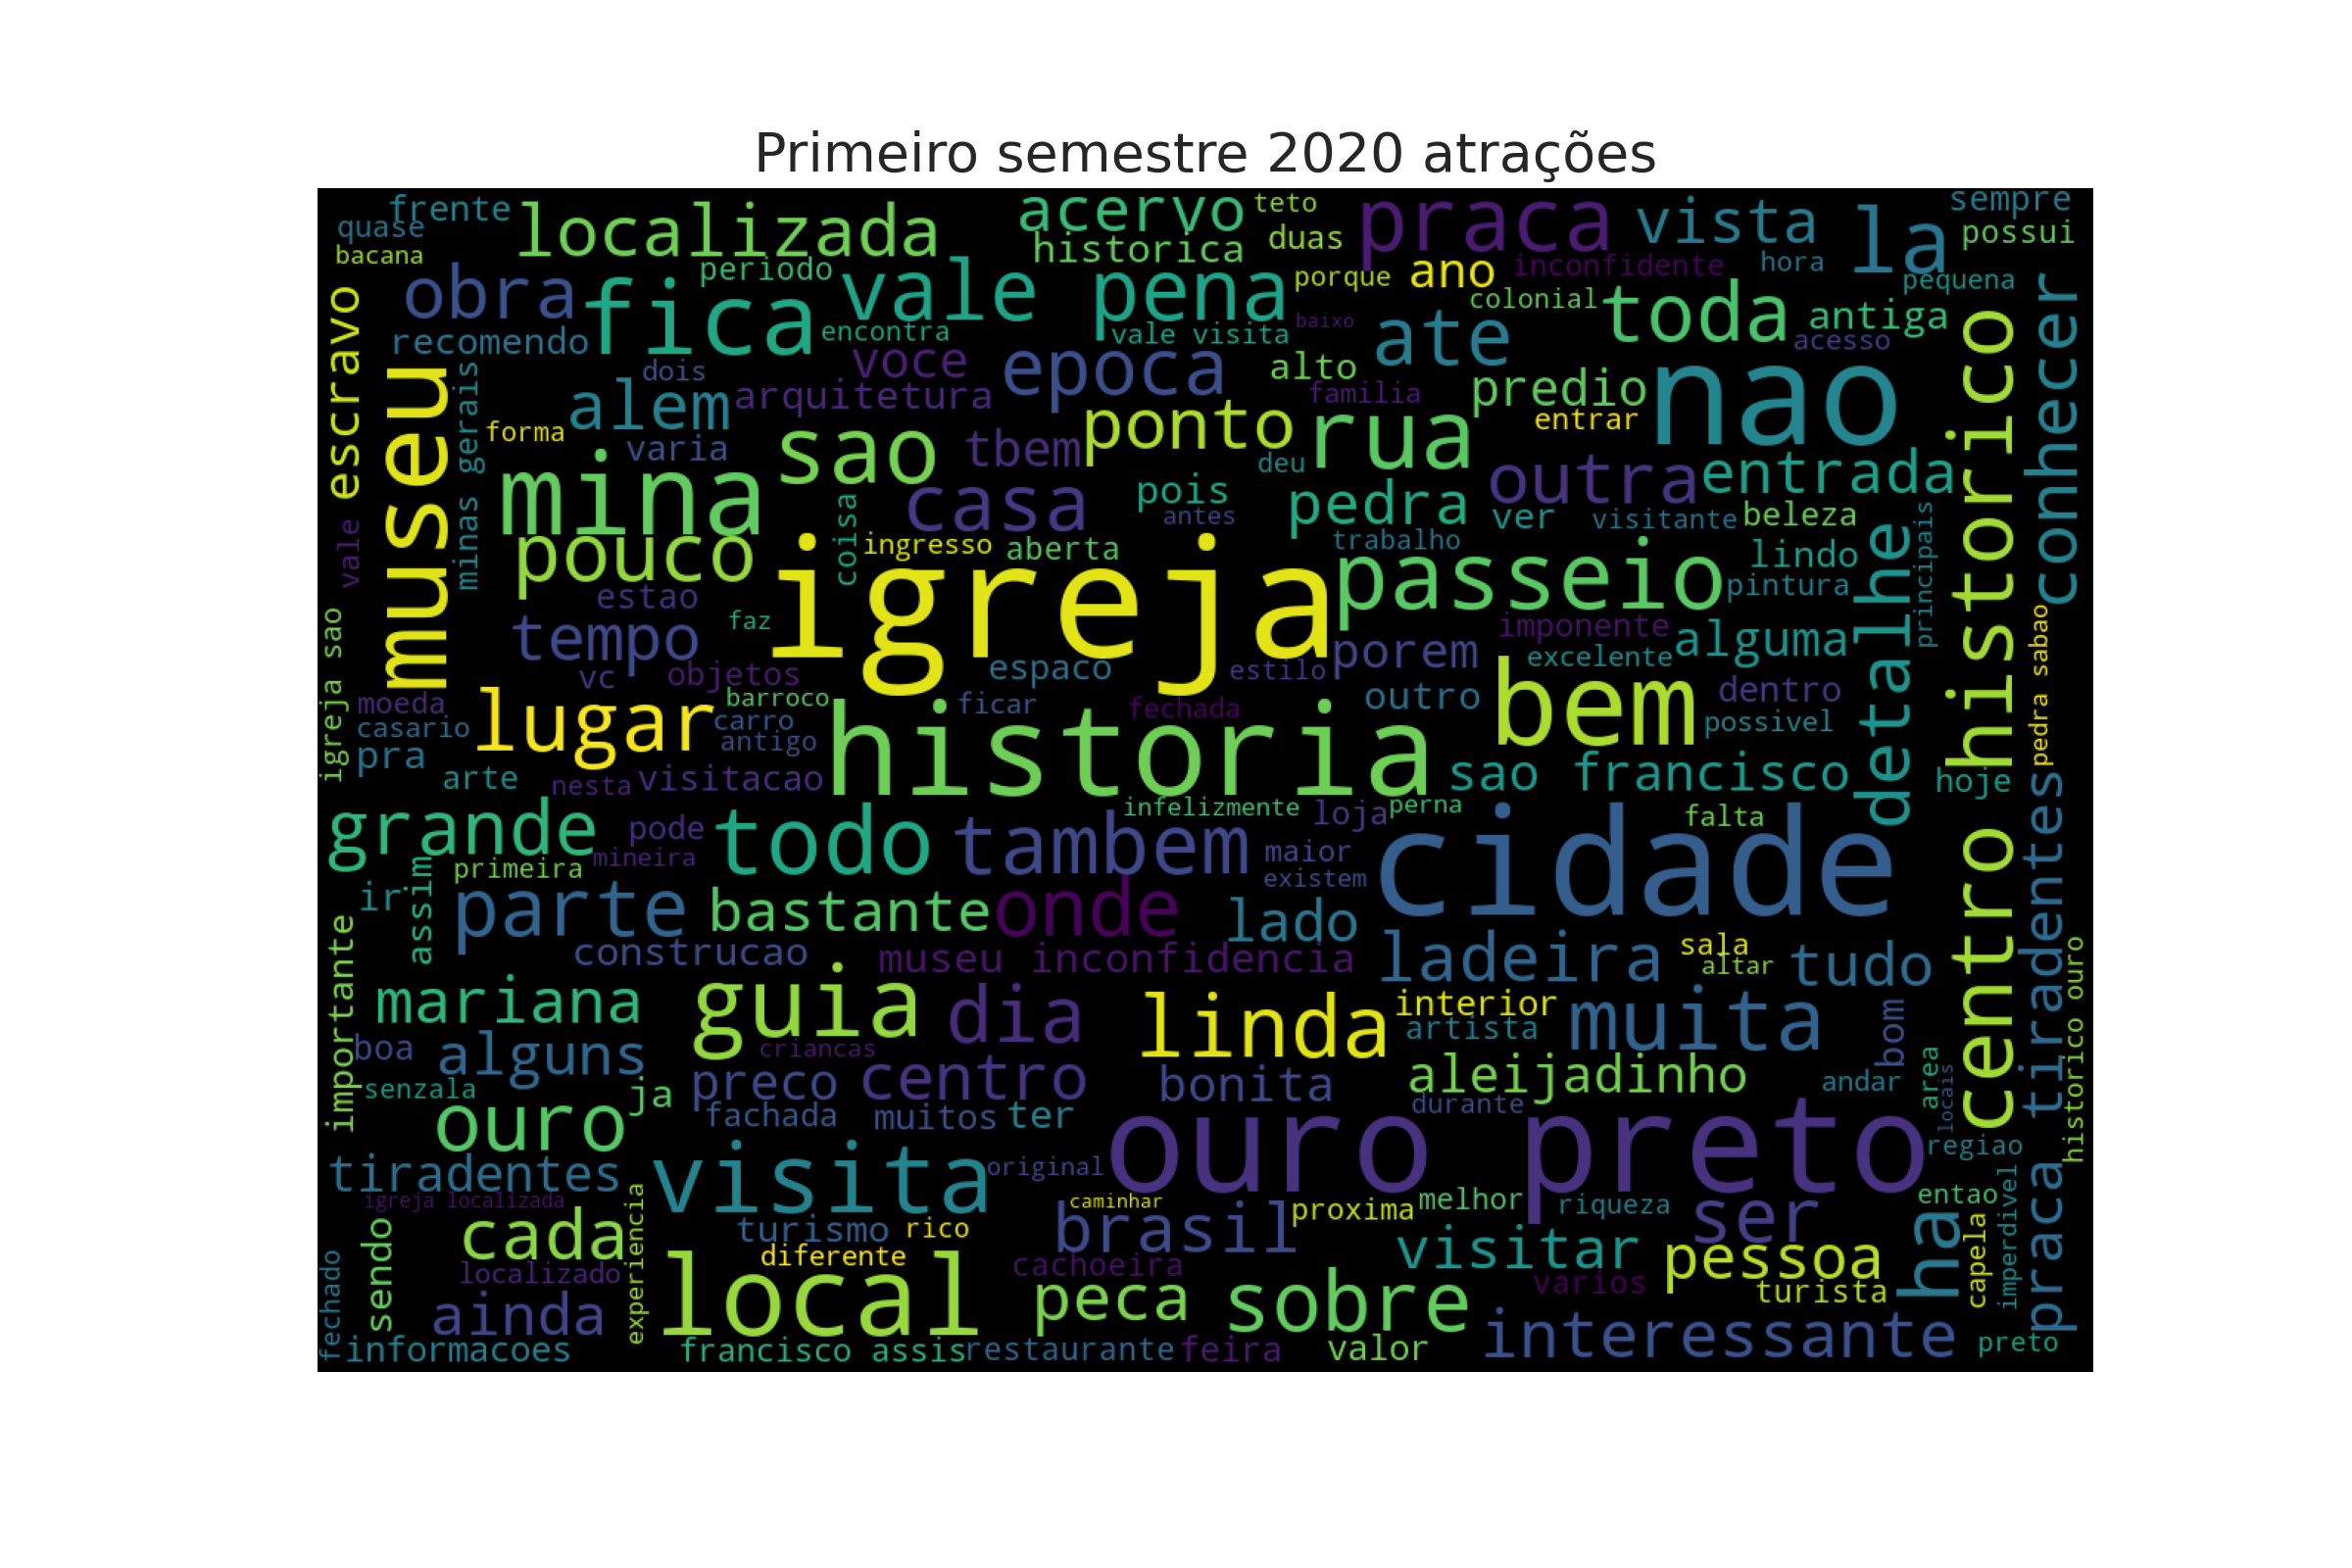 Primeiro semestre 2020 atrações
frente
quase
bacana
localizada
acervo
historica
teto
duas
praca
vista
la
sempre
possui
obra
fica
periodo
vale pena
porque
ano
inconfidente
hora
pequena
escravo
recomendo
encontra
vale visita
baixo
colonial
toda
antiga
acesso
conhecer
centro historico
museu
minas gerais
dois
voce
epoca
alto
ate
predio
nao
alem
arquitetura
familia
entrar
forma
varia
sao
tbem
ponto
deu
rua
mina
casa
pois
antes
pedra
outra
entrada
ver
visitante
beleza
vale
pouco
coisa
ingresso
aberta
trabalho
lindo
principais
detalhe
igreja
passeio
pintura
estao
tempo
faz
imponente
alguma
pedra sabao
igreja sao
vc
objetos
espaco
estilo
porem
excelente
moeda
casario
pra
lugar
barroco
carro
antigo
ficar
fechada
outro
bem
dentro
possivel
historia
arte
nesta
visitacao
sao francisco
hoje
grande
pode
mineira
primeira
todo
tambem
infelizmente
loja
perna
maior
existem
cidade
falta
praca tiradentes
ir
assim
parte
bastante
onde
lado
importante
construcao
museu inconfidencia
ladeira
sala
altar
tudo
historico ouro
mariana
guia
dia
linda
interior
artista
muita
bom
boa
alguns
criancas
preco
centro
bonita
aleijadinho
andar
area
locais
senzala
ja
fachada
muitos
ter
durante
ouro
ouro preto
regiao
tiradentes
visita
original
igreja localizada
experiencia
caminhar
proxima
melhor
riqueza
ser
entao
ha
imperdivel
capela
cada
turismo
rico
brasil
visitar
pessoa
sendo
localizado
diferente
cachoeira
varios
turista
fechado
ainda
local
peca
sobre
interessante
preto
informacoes
francisco assis
restaurante
feira
valor